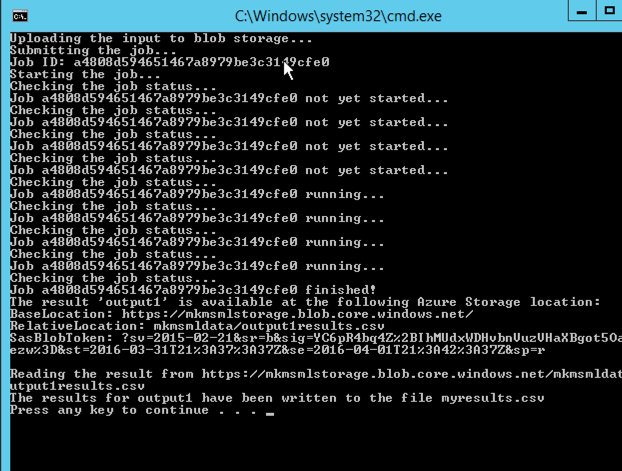 C:\Windows\system32\cmd.exe
Uploading the input to blob storage...
Submitting the job...
Job ID: a4808d594651467a8979be3c3149cfe0
Starting the job...
Checking the job status...
Job a4808d594651467a8979be3c3149cfe0 not yet started...
Checking the job status...
Job a4808d594651467a8979be3c3149cfe0 not yet started...
Checking the job status...
Job a4808d594651467a8979be3c3149cfe0 not yet started...
Checking the job status...
Job a4808d594651467a8979be3c3149cfe0 not yet started...
Checking the job status...
Job a4808d594651467a8979be3c3149cfe0 running...
Checking the job status...
Job a4808d594651467a8979be3c3149cfe0 running...
Checking the job status...
Job a4808d594651467a8979be3c3149cfe0 running...
Checking the job status...
Job a4808d594651467a8979be3c3149cfe0 running...
Checking the job status...
Job a4808d594651467a8979be3c3149cfe0 finished!
The result 'output1' is available at the following Azure Storage location:
BaseLocation: https://mkmsmlstorage.blob.core.windows.net/
RelativeLocation: mkmsmldata/output1results.csv
SasBlobToken: ?sv=2015-02-21&sr=b&sig=YC6pR4bq4Z%2BIhMUdxWDHvbnVuzVHaXBgot5Oa
ezw%3D&st=2016-03-31T21%3A37%3A37Z&se=2016-04-01T21%3A42%3A37Z&sp=r
Reading the result from https://mkmsmlstorage.blob.core.windows.net/mkmsmldat
utput1results.csv
The results for output1 have been written to the file myresults.csv
Press any key to continue . . . _